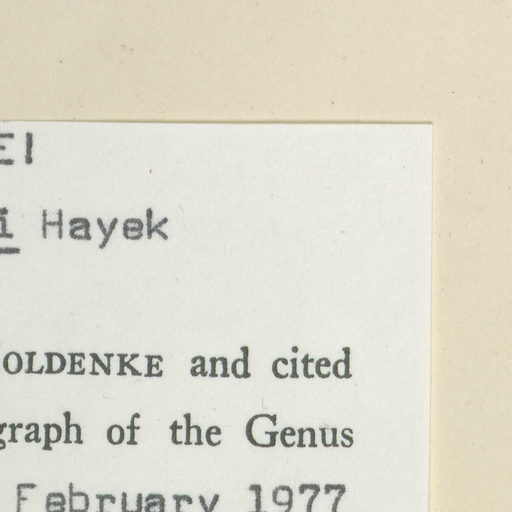 EI
i Hayek
OLDENKE and cited
graph of the Genus
February 1977